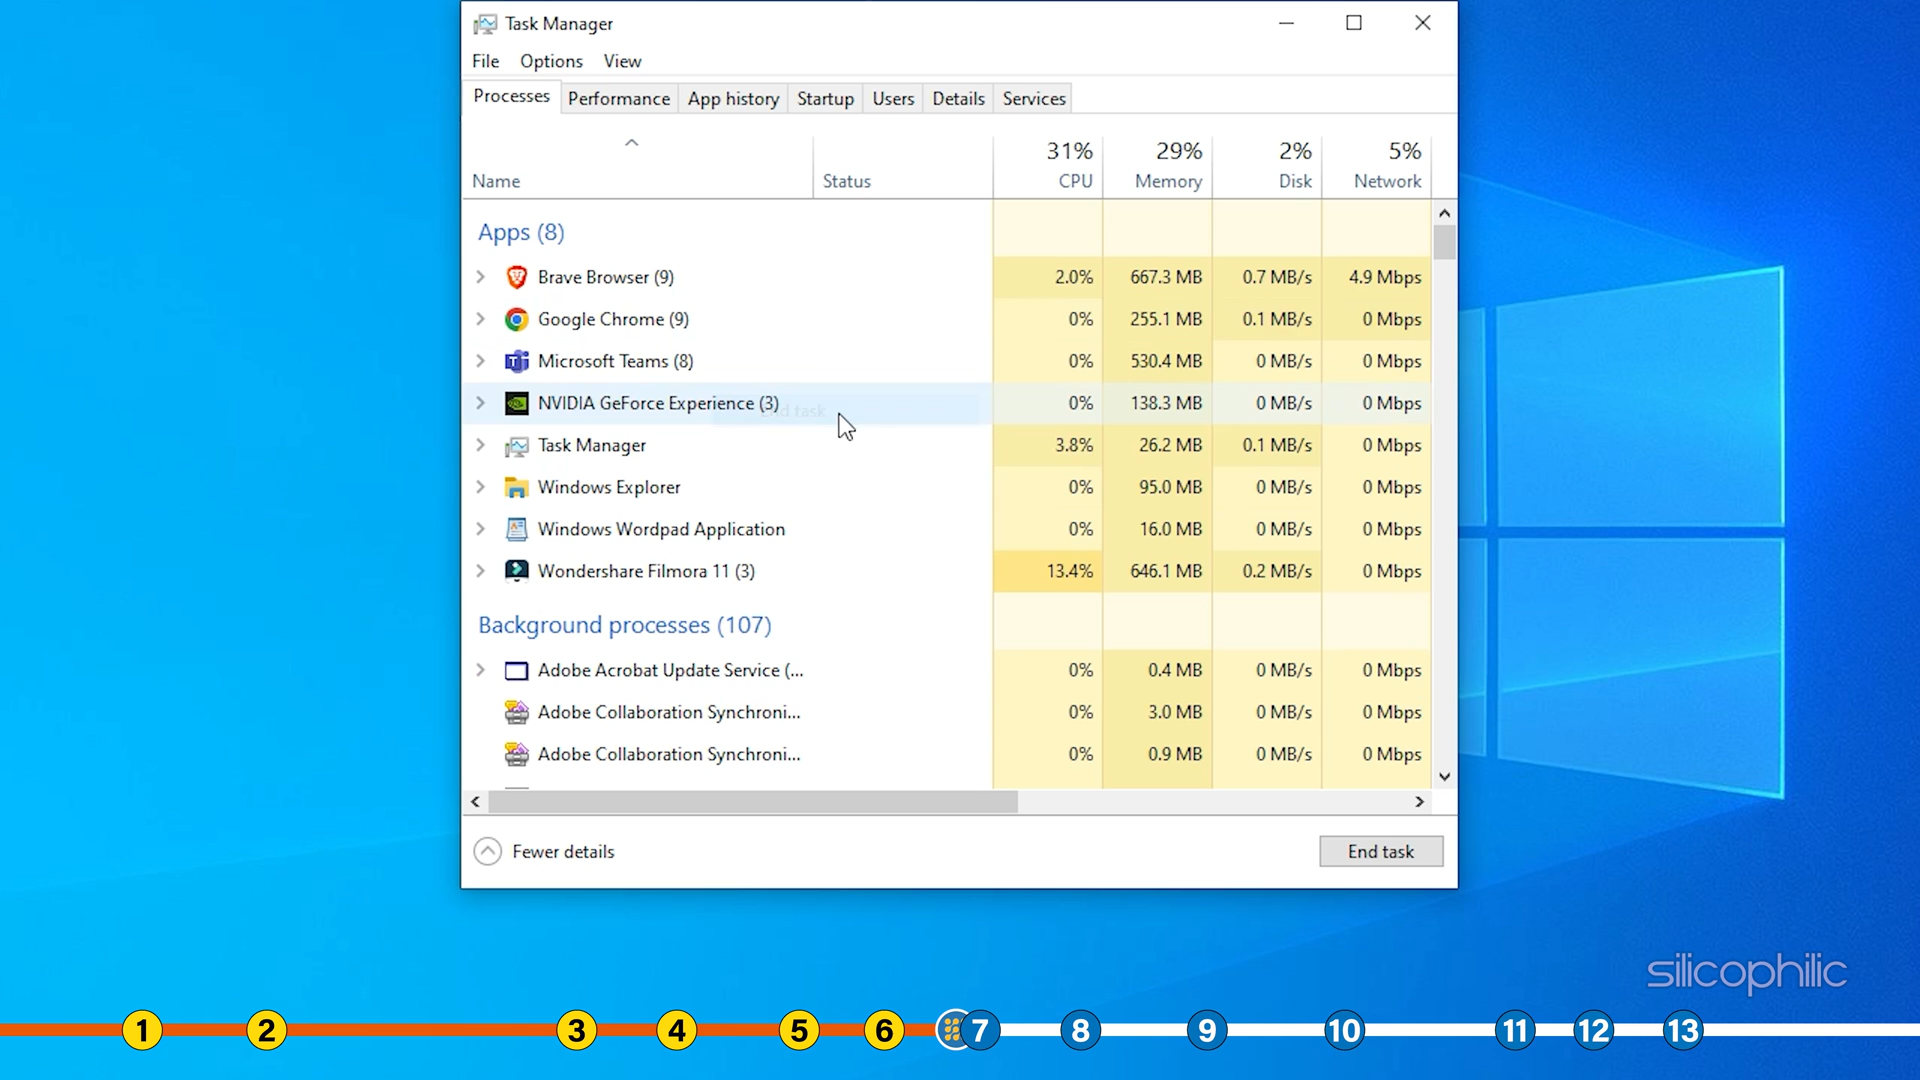 Task Manager
File Options View
Processes Performance App history Startup Users Details Services
31% 29% 2% 5%
Name Status CPU Memory Disk Network
Apps (8)
Brave Browser (9) 2.0% 667.3 MB 0.7 MB/s 4.9 Mbps
Google Chrome (9) 0% 255.1 MB 0.1 MB/s 0 Mbps
Microsoft Teams (8) 0% 530.4 MB 0 MB/s 0 Mbps
NVIDIA GeForce Experience (3) 0% 138.3 MB 0 MB/s 0 Mbps
End task
Task Manager 3.8% 26.2 MB 0.1 MB/s 0 Mbps
Windows Explorer 0% 95.0 MB 0 MB/s 0 Mbps
Windows Wordpad Application 0% 16.0 MB 0 MB/s 0 Mbps
Wondershare Filmora 11 (3) 13.4% 646.1 MB 0.2 MB/s 0 Mbps
Background processes (107)
Adobe Acrobat Update Service (... 0% 0.4 MB 0 MB/s 0 Mbps
Adobe Collaboration Synchroni... 0% 3.0 MB 0 MB/s 0 Mbps
Adobe Collaboration Synchroni... 0% 0.9 MB 0 MB/s 0 Mbps
Fewer details End task
silicophilic
1 2 3 4 5 6 7 8 9 10 11 12 13